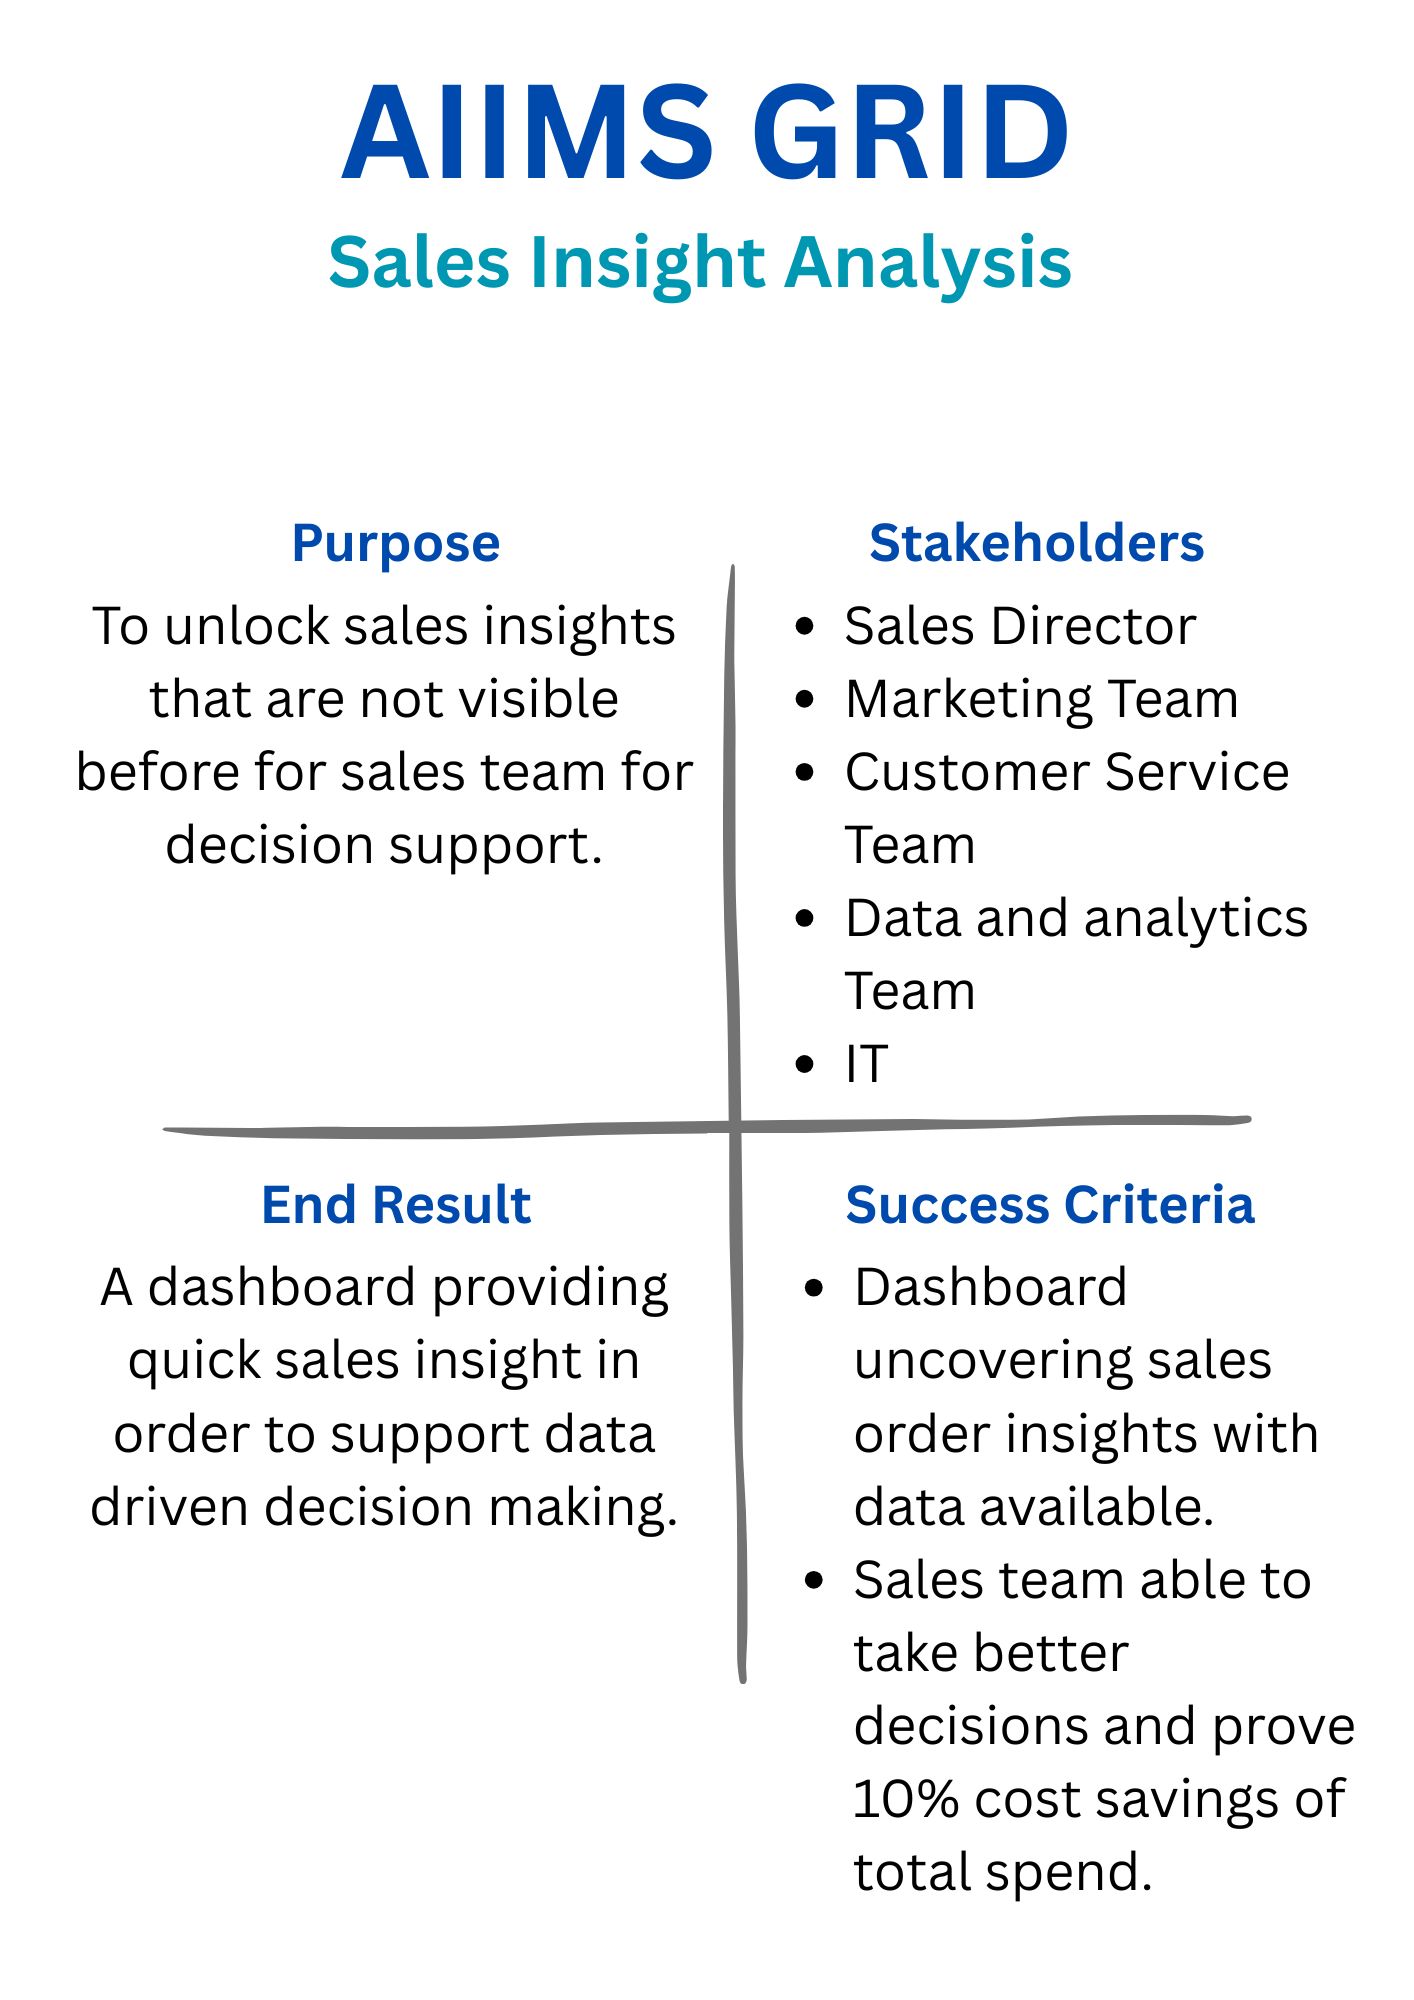 AIIMS GRID
Sales Insight Analysis
Purpose
To unlock sales insights
that are not visible
before for sales team for
decision support.
Stakeholders
• Sales Director
• Marketing Team
• Customer Service
Team
• Data and analytics
Team
• IT
End Result
A dashboard providing
quick sales insight in
order to support data
driven decision making.
Success Criteria
• Dashboard
uncovering sales
order insights with
data available.
• Sales team able to
take better
decisions and prove
10% cost savings of
total spend.